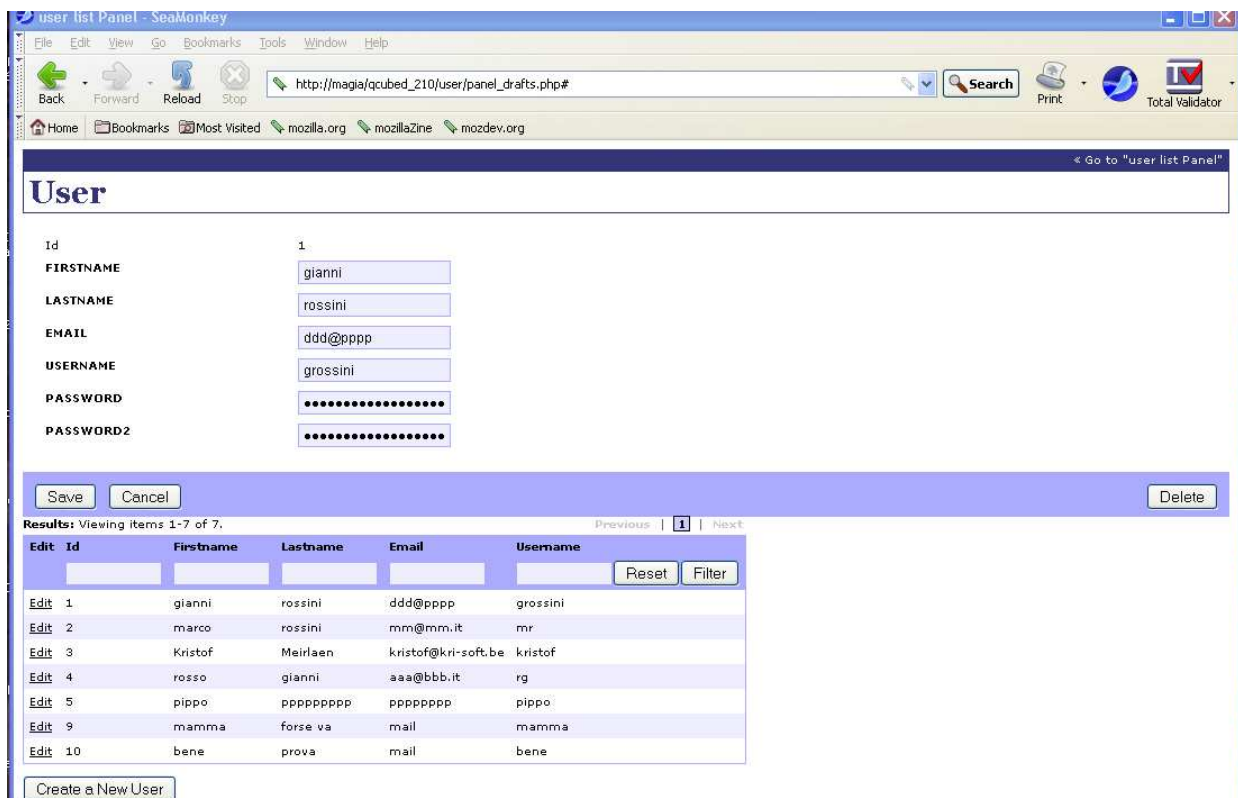 user list Panel - SeaMonkey
File Edit View Go Bookmarks Tools Window Help
Back Forward Reload Stop http://magia/qcubed_210/user/panel_drafts.php# Search Print Total Validator
Home Bookmarks Most Visited mozilla.org mozillaZine mozdev.org
« Go to "user list Panel"
User
Id 1
FIRSTNAME gianni
LASTNAME rossini
EMAIL ddd@pppp
USERNAME grossini
PASSWORD ••••••••••••••••••
PASSWORD2 ••••••••••••••••••
Save Cancel Delete
Results: Viewing items 1-7 of 7. Previous | 1 | Next
Edit Id Firstname Lastname Email Username
Reset Filter
Edit 1 gianni rossini ddd@pppp grossini
Edit 2 marco rossini mm@mm.it mr
Edit 3 Kristof Meirlaen kristof@kri-soft.be kristof
Edit 4 rosso gianni aaa@bbb.it rg
Edit 5 pippo ppppppppp pppppppp pippo
Edit 9 mamma forse va mail mamma
Edit 10 bene prova mail bene
Create a New User